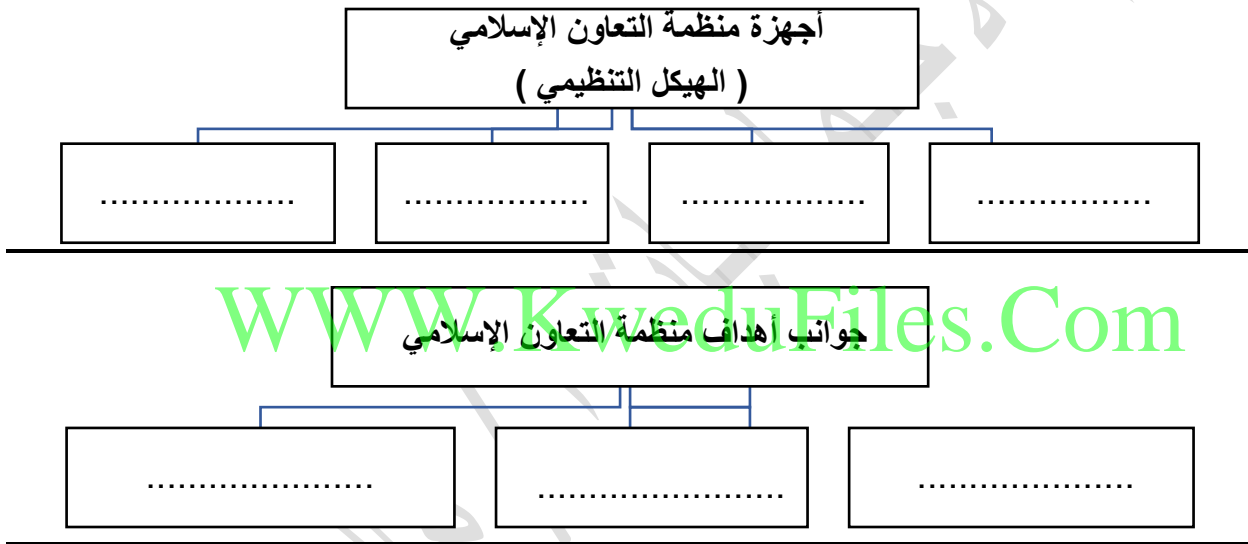 أجهزة منظمة التعاون الإسلامي
( الهيكل التنظيمي )
................ ................. ................. ...................
جوانب أهداف منظمة التعاون الإسلامي
WWW.KweduFiles.Com
.................... ....................... .....................